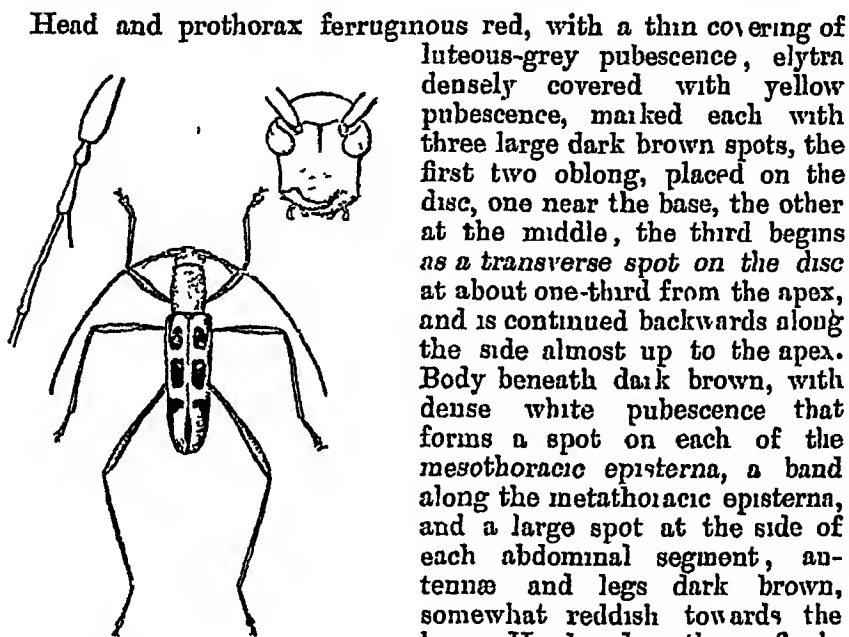 Head and prothorax ferruginous red, with a thin covering of
luteous-grey pubescence, elytra
densely covered with yellow
pubescence, marked each with
three large dark brown spots, the
first two oblong, placed on the
disc, one near the base, the other
at the middle, the third begins
as a transverse spot on the disc
at about one-third from the apex,
and is continued backwards along
the side almost up to the apex.
Body beneath dark brown, with
dense white pubescence that
forms a spot on each of the
mesothoracic episterna, a band
along the metathoracic episterna,
and a large spot at the side of
each abdominal segment, an-
tennæ and legs dark brown,
somewhat reddish towards the